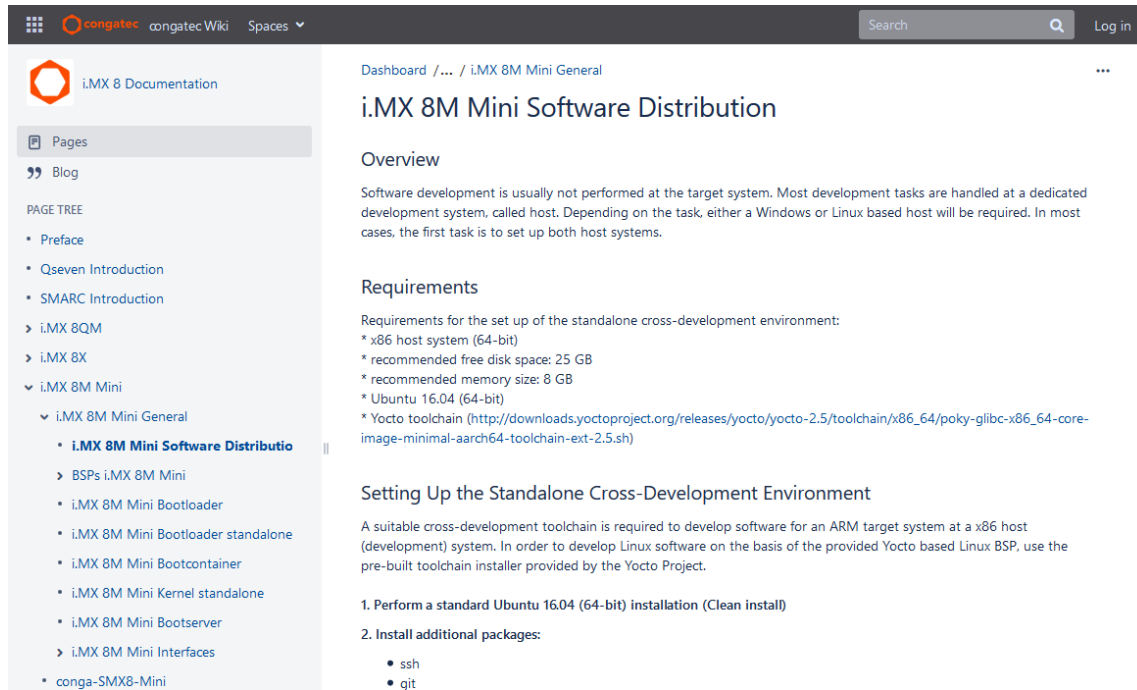 congatec congatec Wiki Spaces Search Log in
i.MX 8 Documentation
Pages
Blog
PAGE TREE
Preface
Qseven Introduction
SMARC Introduction
i.MX 8QM
i.MX 8X
i.MX 8M Mini
i.MX 8M Mini General
i.MX 8M Mini Software Distributio
BSPs i.MX 8M Mini
i.MX 8M Mini Bootloader
i.MX 8M Mini Bootloader standalone
i.MX 8M Mini Bootcontainer
i.MX 8M Mini Kernel standalone
i.MX 8M Mini Bootserver
i.MX 8M Mini Interfaces
conga-SMX8-Mini
Dashboard /... / i.MX 8M Mini General
i.MX 8M Mini Software Distribution
Overview
Software development is usually not performed at the target system. Most development tasks are handled at a dedicated
development system, called host. Depending on the task, either a Windows or Linux based host will be required. In most
cases, the first task is to set up both host systems.
Requirements
Requirements for the set up of the standalone cross-development environment:
* x86 host system (64-bit)
* recommended free disk space: 25 GB
* recommended memory size: 8 GB
* Ubuntu 16.04 (64-bit)
* Yocto toolchain (http://downloads.yoctoproject.org/releases/yocto/yocto-2.5/toolchain/x86_64/poky-glibc-x86_64-core-
image-minimal-aarch64-toolchain-ext-2.5.sh)
Setting Up the Standalone Cross-Development Environment
A suitable cross-development toolchain is required to develop software for an ARM target system at a x86 host
(development) system. In order to develop Linux software on the basis of the provided Yocto based Linux BSP, use the
pre-built toolchain installer provided by the Yocto Project.
1. Perform a standard Ubuntu 16.04 (64-bit) installation (Clean install)
2. Install additional packages:
• ssh
• git